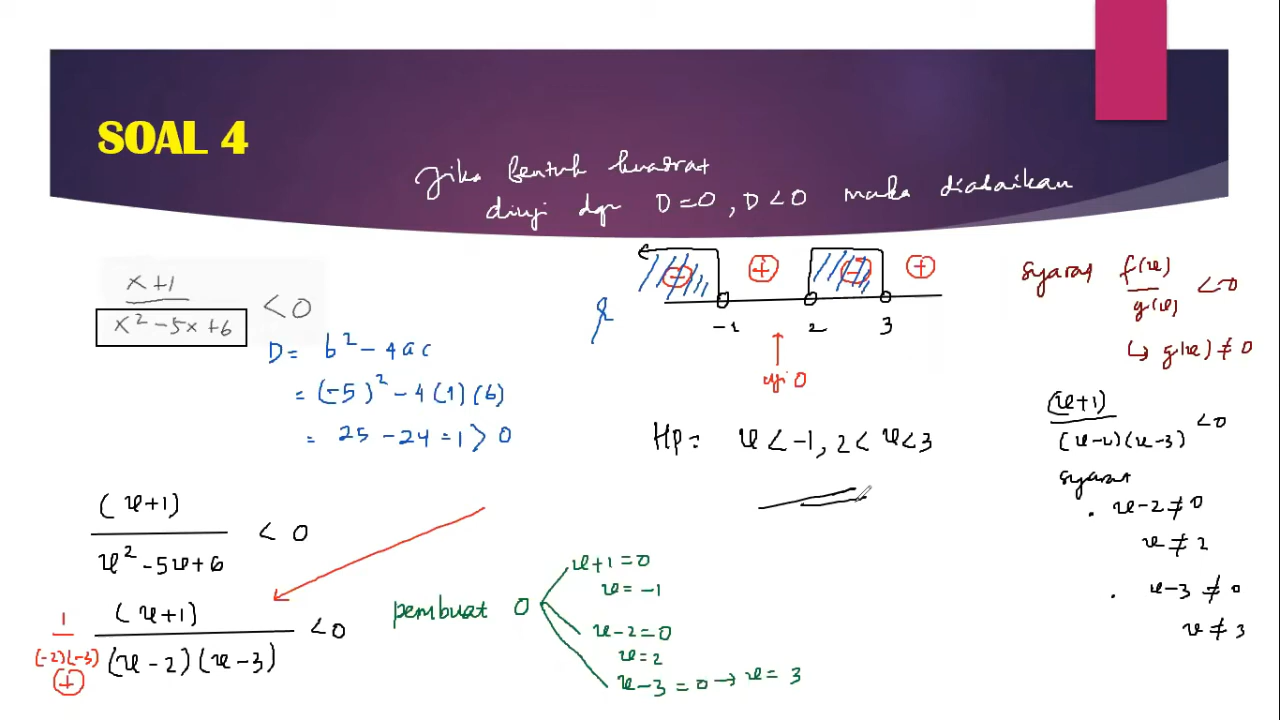 SOAL 4
Jika bentuk kuadrat
diuji dgn D=0, D<0 maka diabaikan
x+1
x² -5x+6
<0
D= b² - 4ac
= (-5)² - 4(1)(6)
= 25 - 24 = 1 > 0
(x+1)
x² -5x+6
< 0
1
(-2)(-3)
+
(x+1)
(x-2)(x-3)
<0
pembuat 0
x+1=0
x= -1
x-2=0
x=2
x-3=0 → x= 3
- + - +
-1 2 3
uji 0
Hp= x < -1, 2 < x < 3
syarat f(x)
g(x)
<0
↳ g(x) ≠ 0
(x+1)
(x-2)(x-3)
<0
syarat
. x-2 ≠ 0
x ≠ 2
. x-3 ≠ 0
x ≠ 3